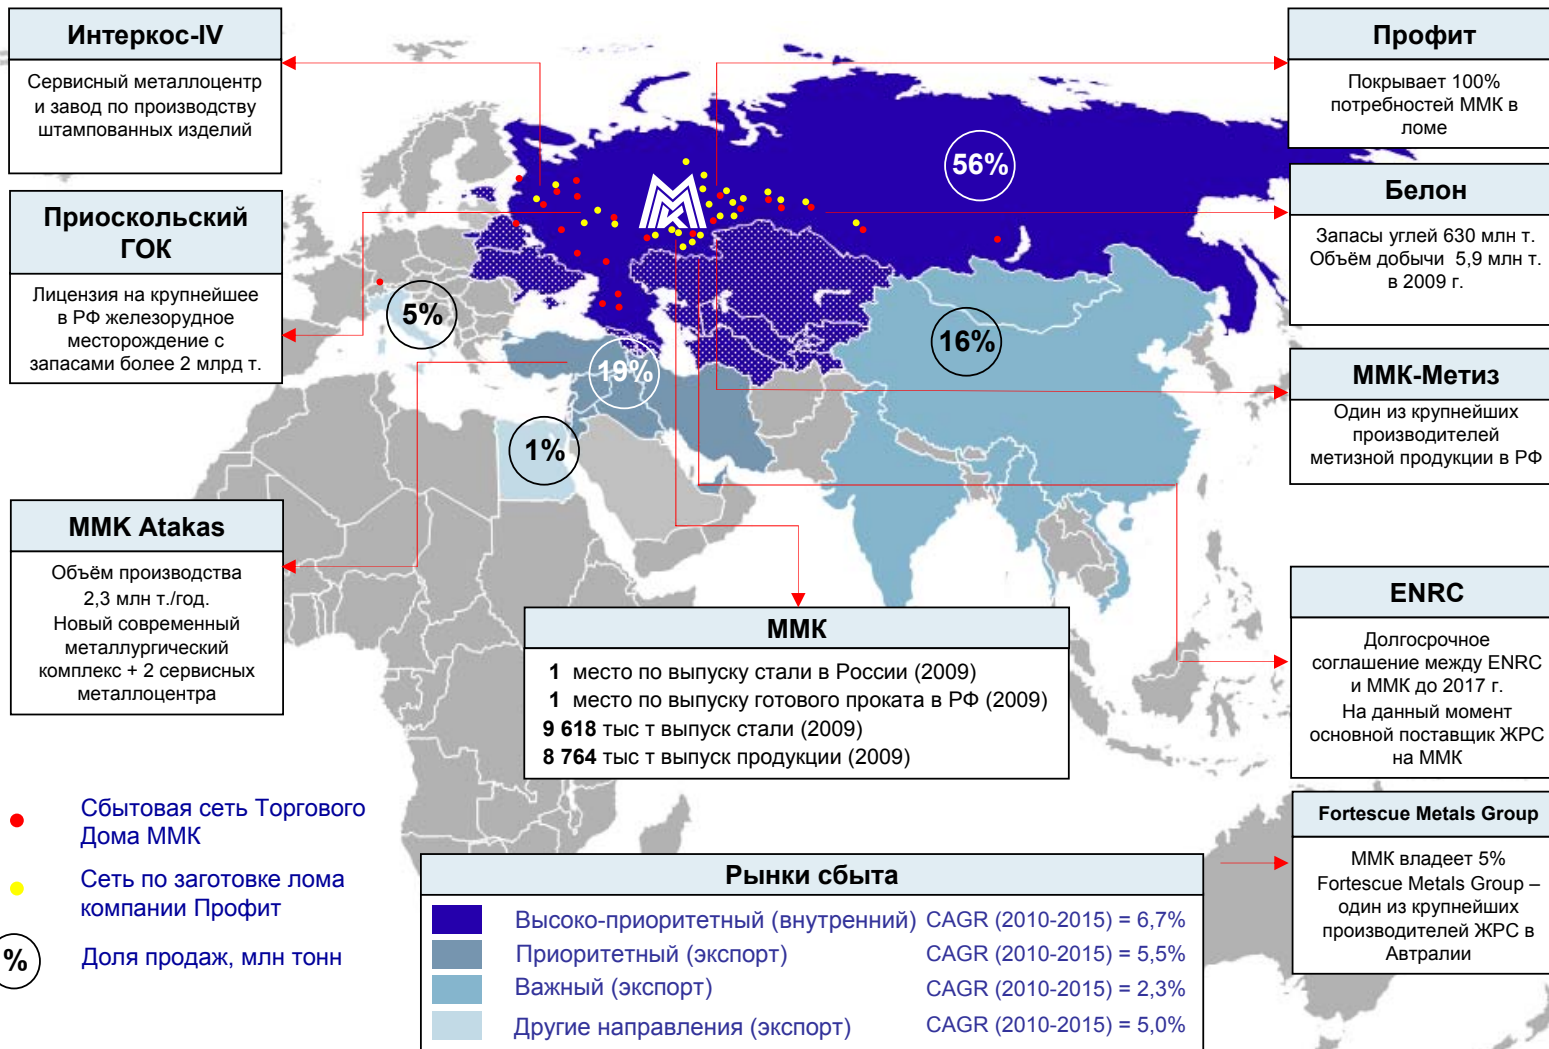 Интеркос-IV
Сервисный металлоцентр
и завод по производству
штампованных изделий
Приоскольский
ГОК
Лицензия на крупнейшее
в РФ железорудное
месторождение с
запасами более 2 млрд т.
MMK Atakas
Объём производства
2,3 млн т./год.
Новый современный
металлургический
комплекс + 2 сервисных
металлоцентра
Профит
Покрывает 100%
потребностей ММК в
ломе
Белон
Запасы углей 630 млн т.
Объём добычи 5,9 млн т.
в 2009 г.
ММК-Метиз
Один из крупнейших
производителей
метизной продукции в РФ
ENRC
Долгосрочное
соглашение между ENRC
и ММК до 2017 г.
На данный момент
основной поставщик ЖРС
на ММК
Fortescue Metals Group
ММК владеет 5%
Fortescue Metals Group –
один из крупнейших
производителей ЖРС в
Автралии
56%
5%
19%
16%
1%
ММК
1 место по выпуску стали в России (2009)
1 место по выпуску готового проката в РФ (2009)
9 618 тыс т выпуск стали (2009)
8 764 тыс т выпуск продукции (2009)
Сбытовая сеть Торгового
Дома ММК
Сеть по заготовке лома
компании Профит
% Доля продаж, млн тонн
Рынки сбыта
Высоко-приоритетный (внутренний) CAGR (2010-2015) = 6,7%
Приоритетный (экспорт) CAGR (2010-2015) = 5,5%
Важный (экспорт) CAGR (2010-2015) = 2,3%
Другие направления (экспорт) CAGR (2010-2015) = 5,0%